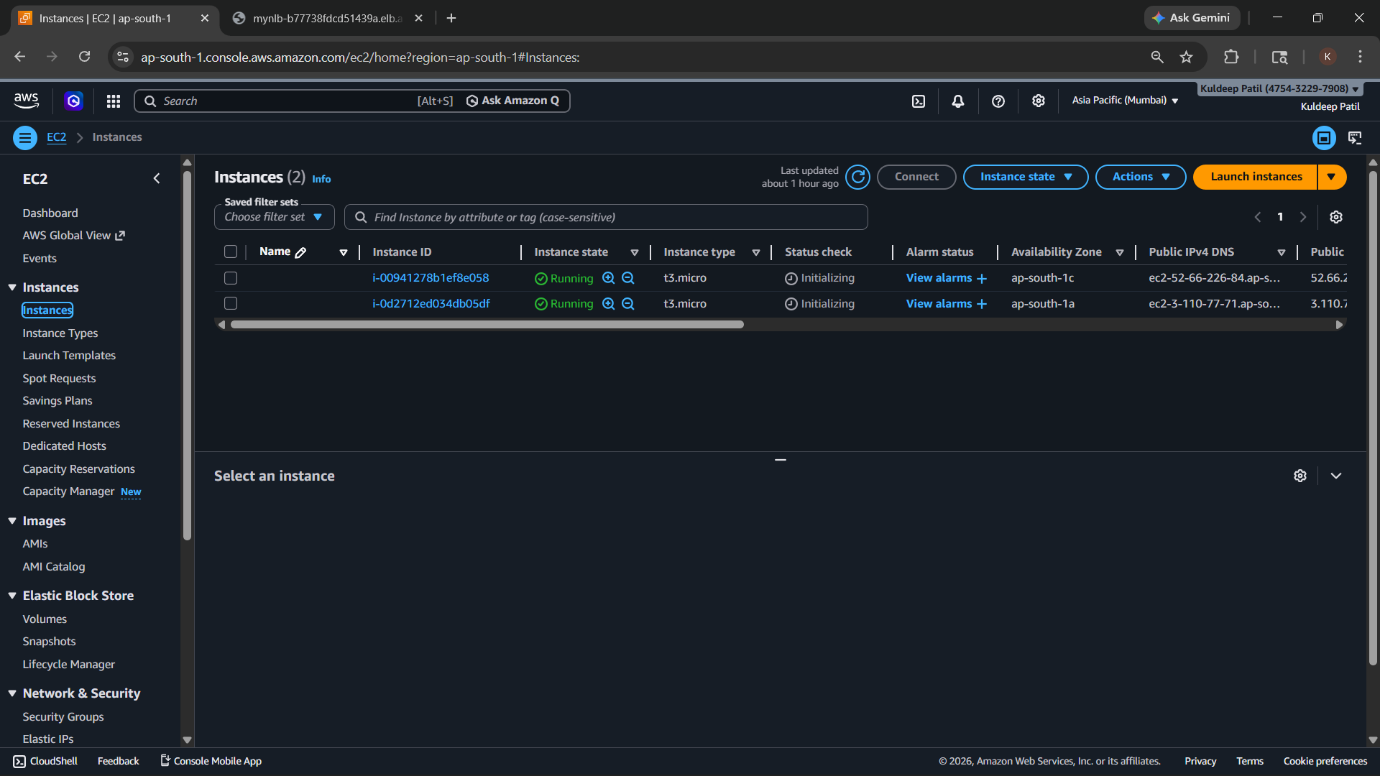 Instances | EC2 | ap-south-1
mynlb-b77738fdcd51439a.elb.a
Ask Gemini
ap-south-1.console.aws.amazon.com/ec2/home?region=ap-south-1#Instances:
K
aws
Search
[Alt+S]
Ask Amazon Q
Asia Pacific (Mumbai)
Kuldeep Patil (4754-3229-7908)
Kuldeep Patil
EC2
Instances
EC2
Dashboard
AWS Global View
Events
Instances
Instances
Instance Types
Launch Templates
Spot Requests
Savings Plans
Reserved Instances
Dedicated Hosts
Capacity Reservations
Capacity Manager New
Images
AMIs
AMI Catalog
Elastic Block Store
Volumes
Snapshots
Lifecycle Manager
Network & Security
Security Groups
Elastic IPs
Instances (2) Info
Last updated
about 1 hour ago
Connect
Instance state
Actions
Launch instances
Saved filter sets
Choose filter set
Find Instance by attribute or tag (case-sensitive)
1
Name Instance ID Instance state Instance type Status check Alarm status Availability Zone Public IPv4 DNS Public
i-00941278b1ef8e058 Running t3.micro Initializing View alarms ap-south-1c ec2-52-66-226-84.ap-s... 52.66.2
i-0d2712ed034db05df Running t3.micro Initializing View alarms ap-south-1a ec2-3-110-77-71.ap-so... 3.110.7
Select an instance
CloudShell
Feedback
Console Mobile App
© 2026, Amazon Web Services, Inc. or its affiliates.
Privacy
Terms
Cookie preferences